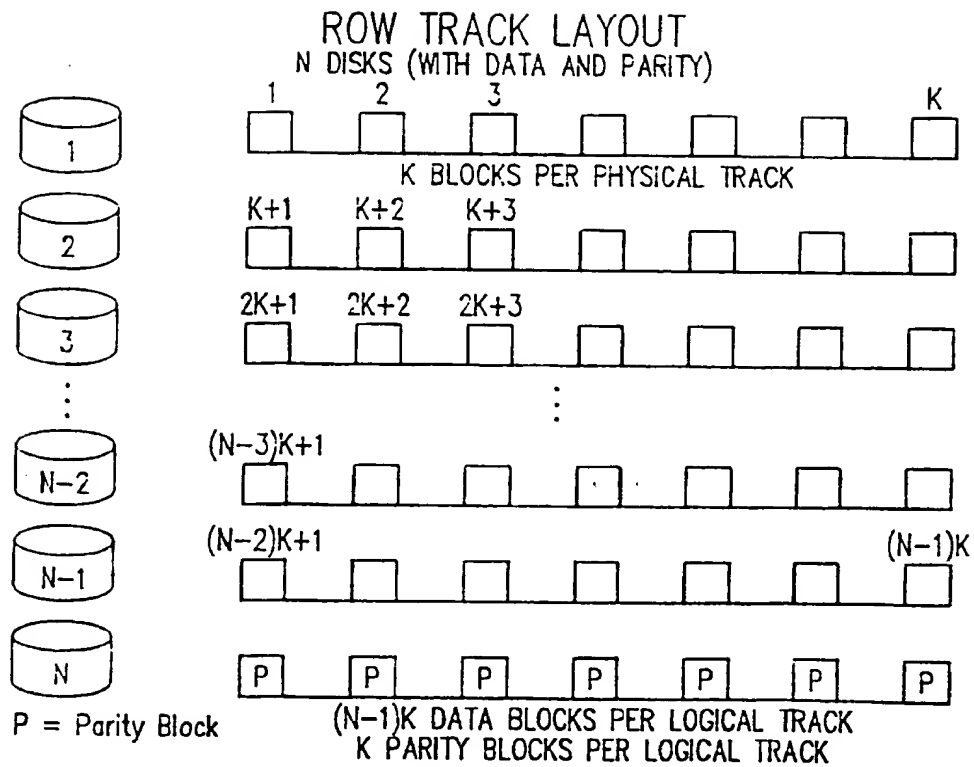 ROW TRACK LAYOUT
N DISKS (WITH DATA AND PARITY)
1 2 3 K
1
K BLOCKS PER PHYSICAL TRACK
K+1 K+2 K+3
2
2K+1 2K+2 2K+3
3
(N-3)K+1
N-2
(N-2)K+1 (N-1)K
N-1
N P P P P P P P
P = Parity Block
(N-1)K DATA BLOCKS PER LOGICAL TRACK
K PARITY BLOCKS PER LOGICAL TRACK